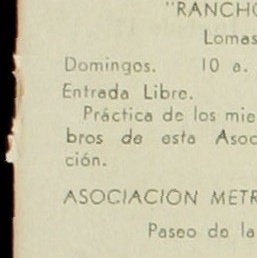 "RANCHO
Lomas
Domingos. 10 a.
Entrada Libre.
Práctica de los mie
bros de esta Asoc
ción.
ASOCIACION METR
Paseo de la